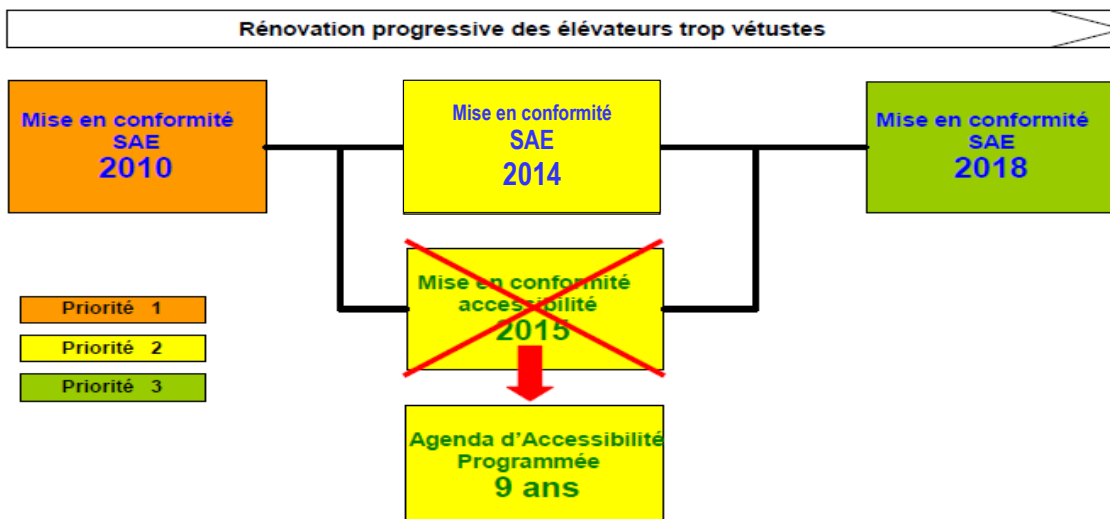 Rénovation progressive des élévateurs trop vétustes
Mise en conformité
SAE
2010
Mise en conformité
SAE
2014
Mise en conformité
SAE
2018
Mise en conformité
accessibilité
2015
Priorité 1
Priorité 2
Priorité 3
Agenda d'Accessibilité
Programmée
9 ans